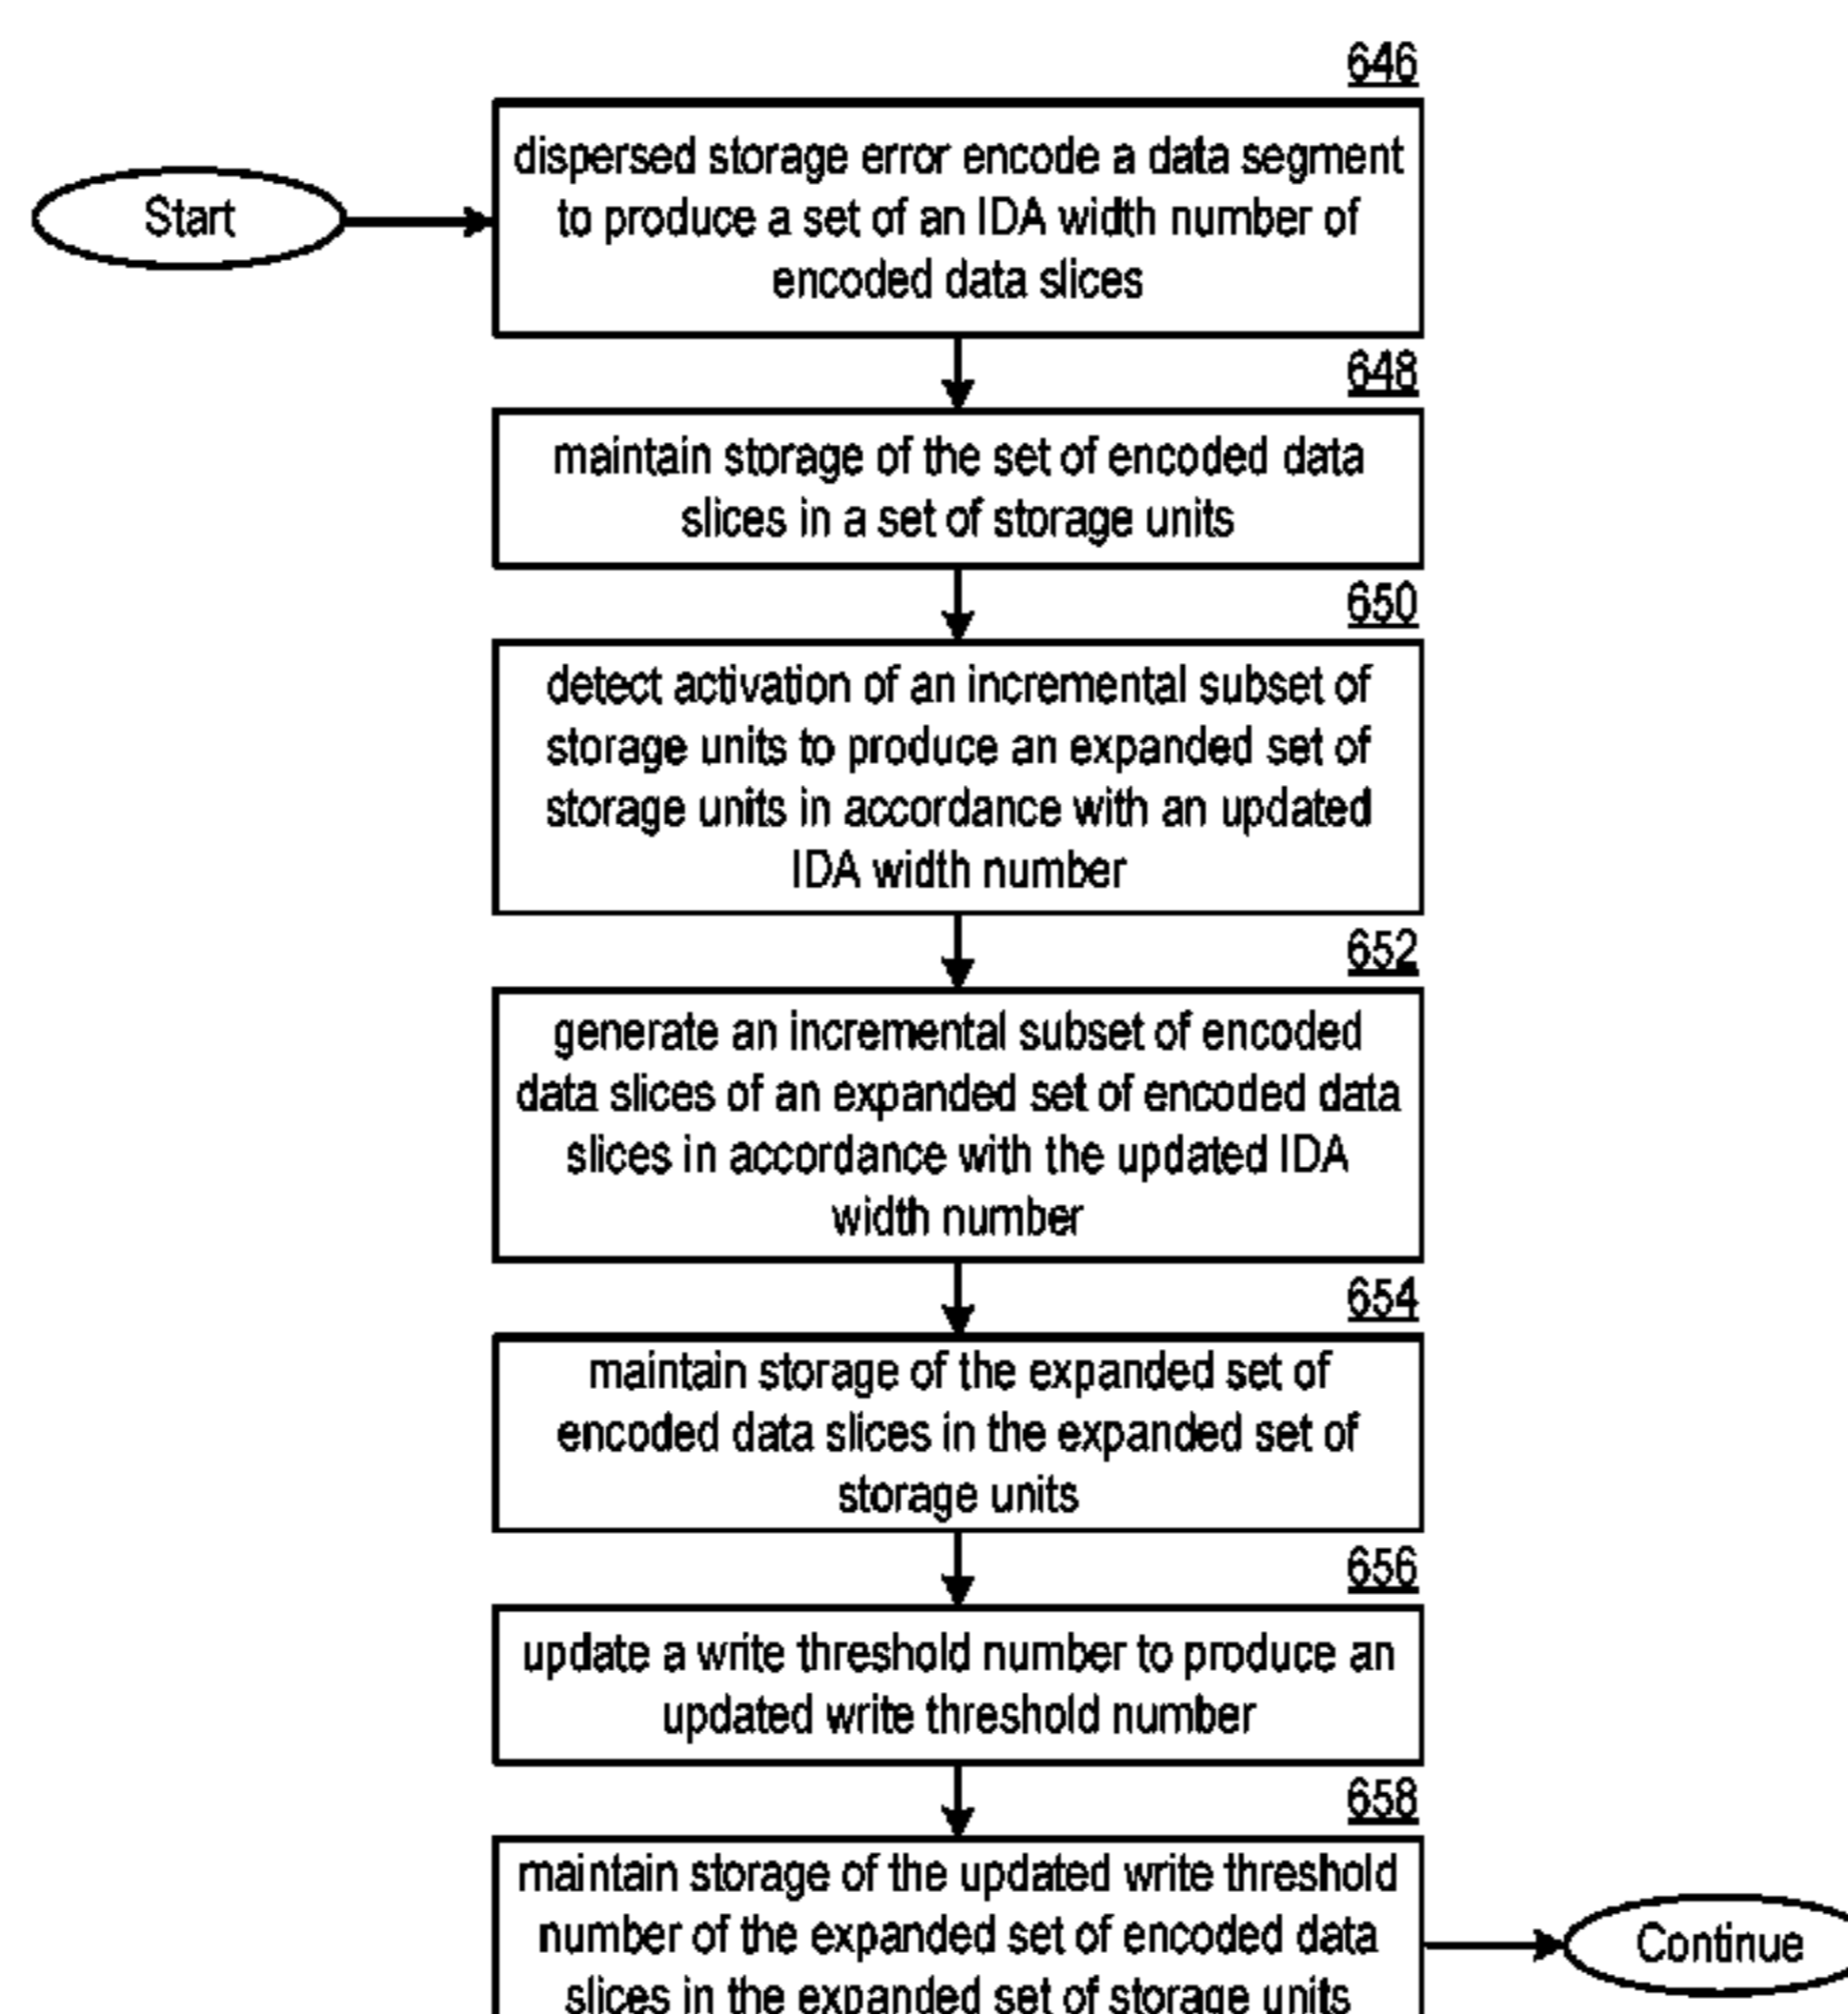 646
Start
dispersed storage error encode a data segment
to produce a set of an IDA width number of
encoded data slices
648
maintain storage of the set of encoded data
slices in a set of storage units
650
detect activation of an incremental subset of
storage units to produce an expanded set of
storage units in accordance with an updated
IDA width number
652
generate an incremental subset of encoded
data slices of an expanded set of encoded data
slices in accordance with the updated IDA
width number
654
maintain storage of the expanded set of
encoded data slices in the expanded set of
storage units
656
update a write threshold number to produce an
updated write threshold number
658
maintain storage of the updated write threshold
number of the expanded set of encoded data
slices in the expanded set of storage units
Continue